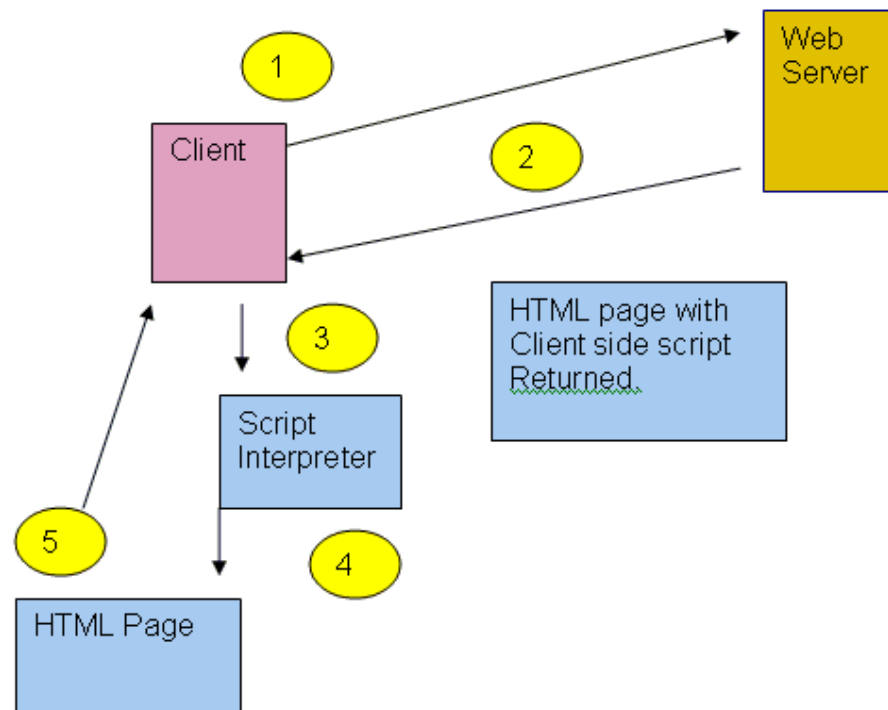 1
Web
Server
Client
2
3
HTML page with
Client side script
Returned.
Script
Interpreter
5
4
HTML Page